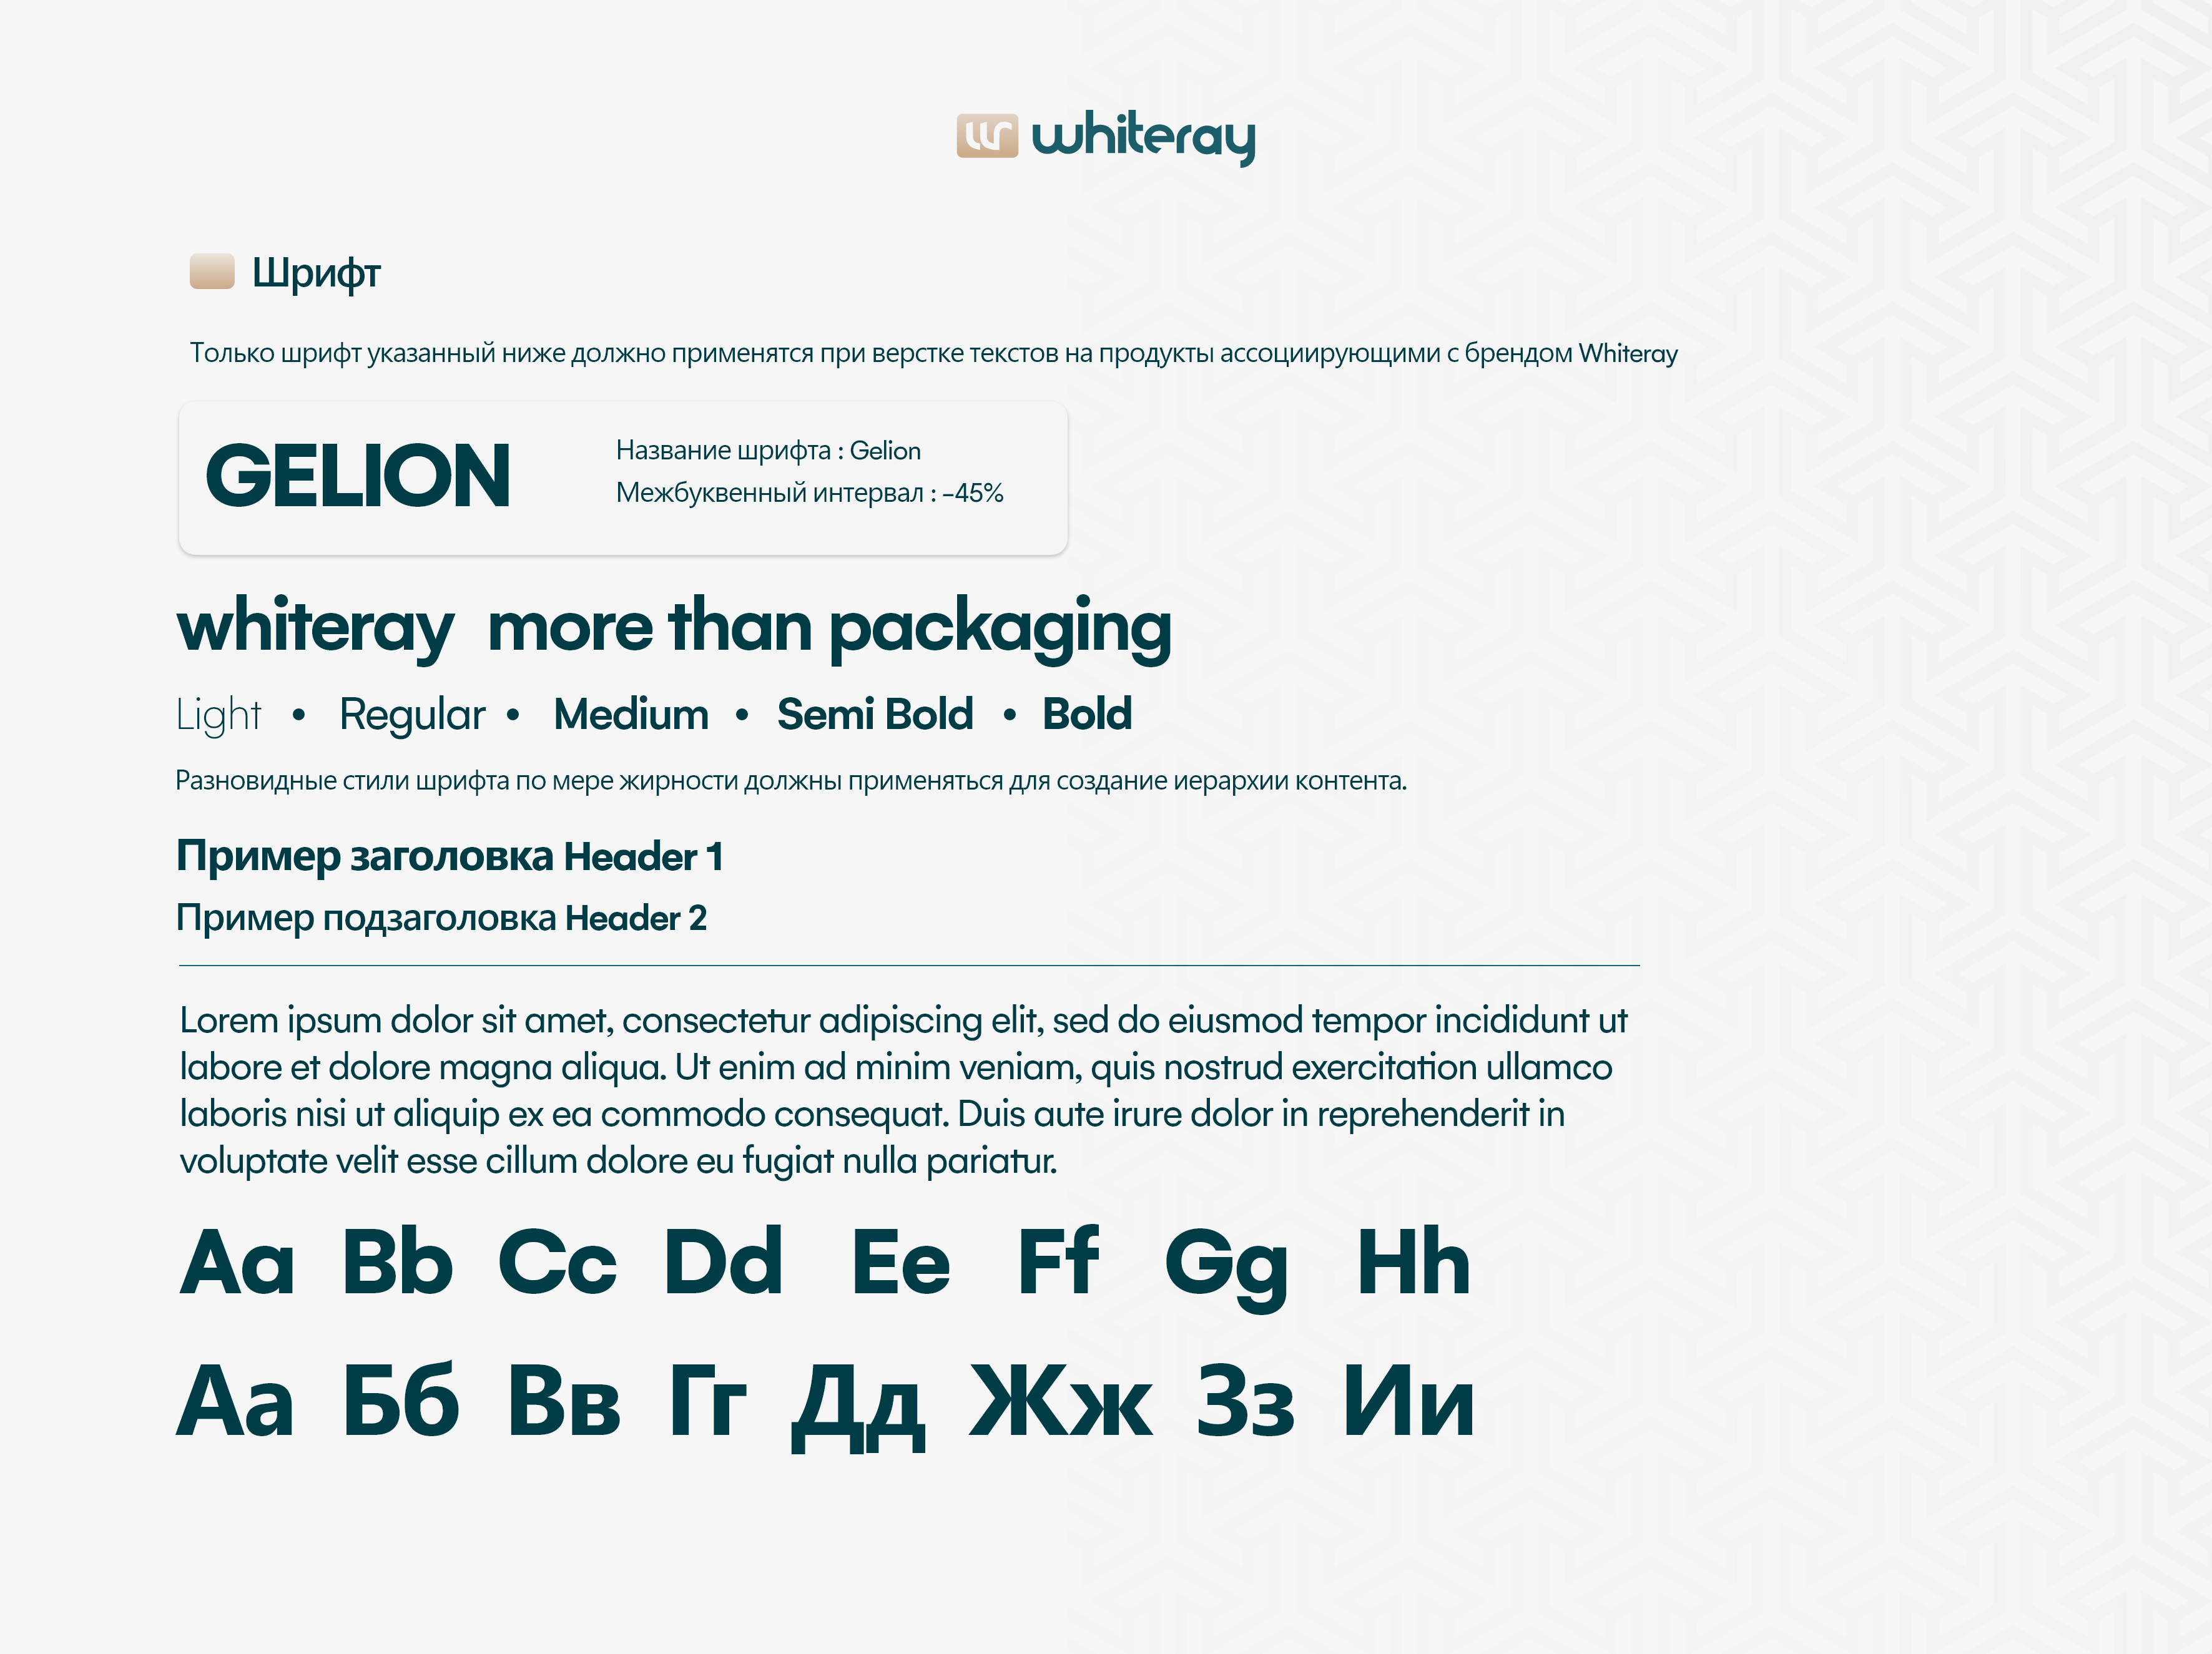 whiteray
Шрифт
Только шрифт указанный ниже должно применятся при верстке текстов на продукты ассоциирующими с брендом Whiteray
GELION
Название шрифта : Gelion
Межбуквенный интервал : -45%
whiteray more than packaging
Light • Regular • Medium • Semi Bold • Bold
Разновидные стили шрифта по мере жирности должны применяться для создание иерархии контента.
Пример заголовка Header 1
Пример подзаголовка Header 2
Lorem ipsum dolor sit amet, consectetur adipiscing elit, sed do eiusmod tempor incididunt ut
labore et dolore magna aliqua. Ut enim ad minim veniam, quis nostrud exercitation ullamco
laboris nisi ut aliquip ex ea commodo consequat. Duis aute irure dolor in reprehenderit in
voluptate velit esse cillum dolore eu fugiat nulla pariatur.
Aa Bb Cc Dd Ee Ff Gg Hh
Аа Бб Вв Гг Дд Жж Зз Ии